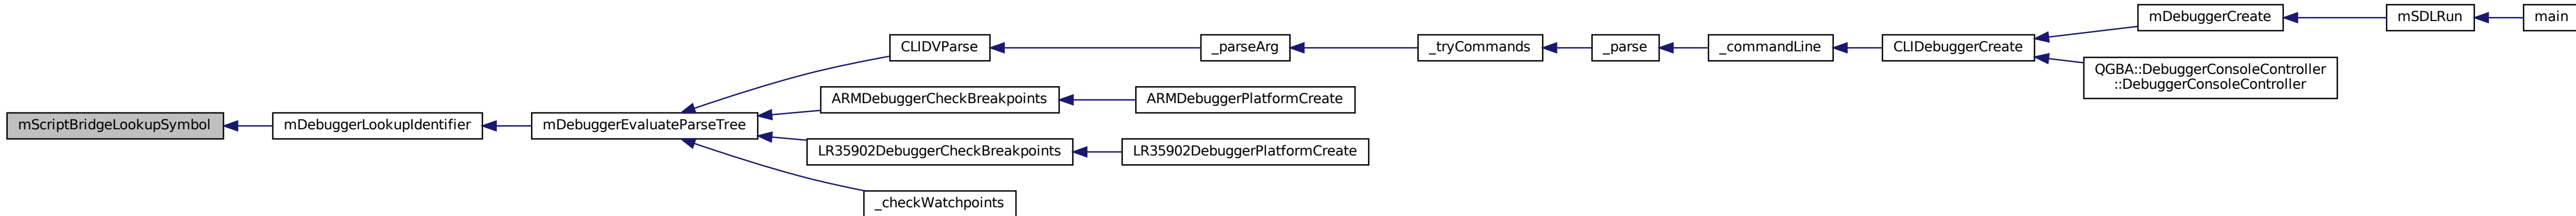 mScriptBridgeLookupSymbol
mDebuggerLookupIdentifier
mDebuggerEvaluateParseTree
CLIDVParse
_parseArg
_tryCommands
_parse
_commandLine
CLIDebuggerCreate
mDebuggerCreate
mSDLRun
main
QGBA::DebuggerConsoleController
::DebuggerConsoleController
ARMDebuggerCheckBreakpoints
ARMDebuggerPlatformCreate
LR35902DebuggerCheckBreakpoints
LR35902DebuggerPlatformCreate
_checkWatchpoints